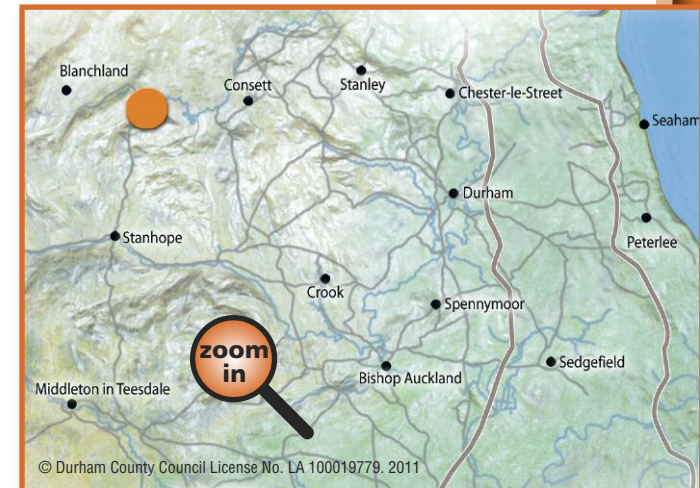 Blanchland
Consett
Stanley
Chester-le-Street
Seaham
Durham
Stanhope
Peterlee
Crook
Spennymoor
zoom
in
Sedgefield
Bishop Auckland
Middleton in Teesdale
© Durham County Council License No. LA 100019779. 2011